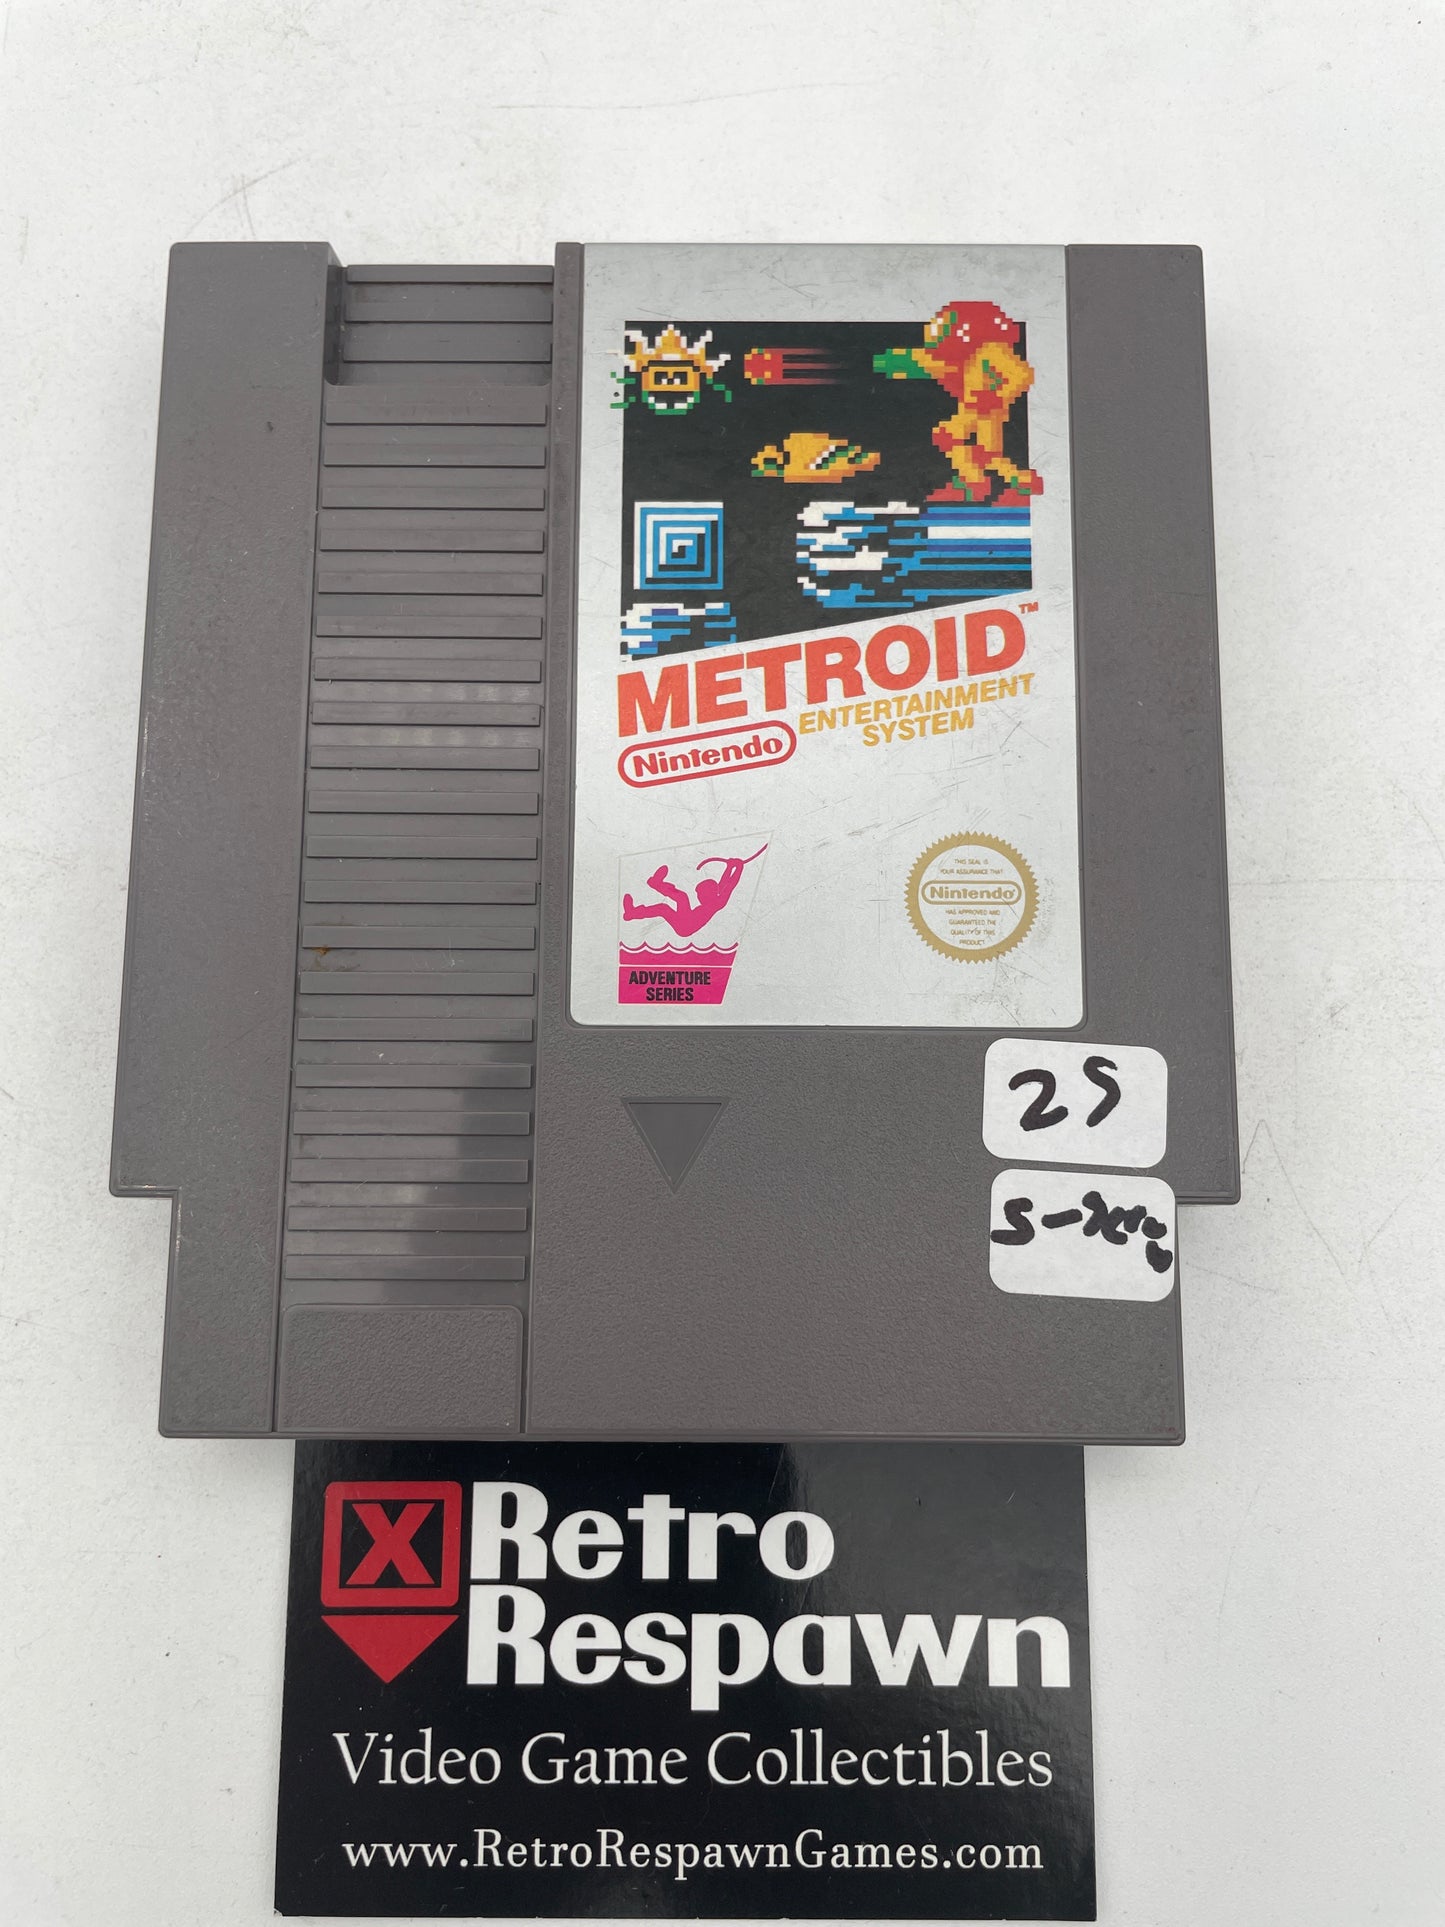 METROID™
Nintendo
ENTERTAINMENT
SYSTEM
THIS SEAL IS
YOUR ASSURANCE THAT
Nintendo
HAS APPROVED AND
GUARANTEED THE
QUALITY OF THIS
PRODUCT
ADVENTURE
SERIES
25
X Retro
Respawn
Video Game Collectibles
www.RetroRespawnGames.com